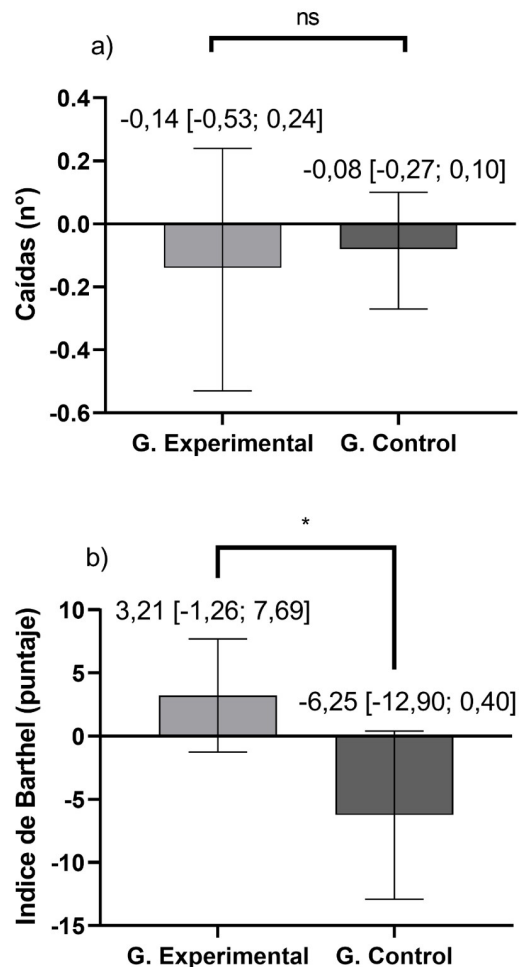 ns
a)
-0,14 [-0,53; 0,24]
-0,08 [-0,27; 0,10]
Caídas (n°)
0.4
0.2
0.0
-0.2
-0.4
-0.6
G. Experimental G. Control
*
b)
3,21 [-1,26; 7,69]
-6,25 [-12,90; 0,40]
Indice de Barthel (puntaje)
10
5
0
-5
-10
-15
G. Experimental G. Control